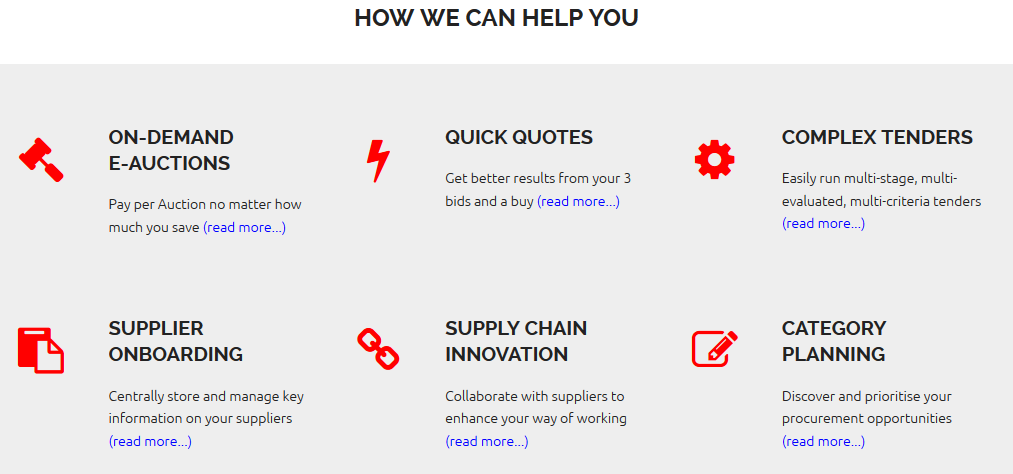 HOW WE CAN HELP YOU
ON-DEMAND
E-AUCTIONS
Pay per Auction no matter how
much you save (read more...)
QUICK QUOTES
Get better results from your 3
bids and a buy (read more...)
COMPLEX TENDERS
Easily run multi-stage, multi-
evaluated, multi-criteria tenders
(read more...)
SUPPLIER
ONBOARDING
Centrally store and manage key
information on your suppliers
(read more...)
SUPPLY CHAIN
INNOVATION
Collaborate with suppliers to
enhance your way of working
(read more...)
CATEGORY
PLANNING
Discover and prioritise your
procurement opportunities
(read more...)